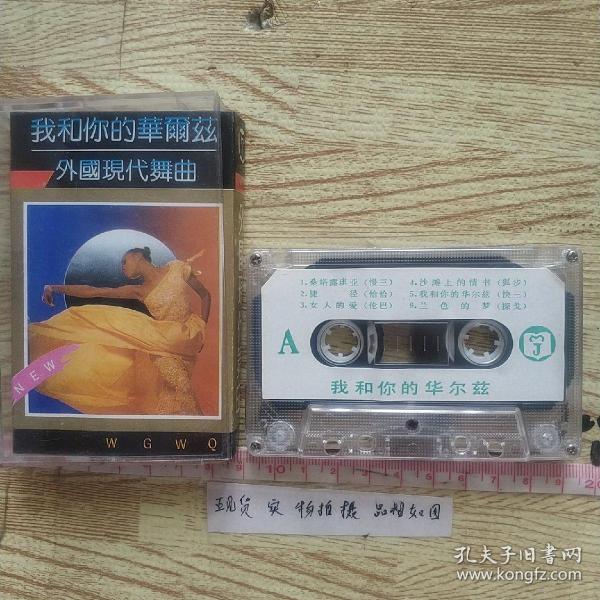 我和你的華爾茲
外國現代舞曲
NEW
W G W Q
1.桑塔露琪亚(慢三)
2.捷径(恰恰)
3.女人的爱(伦巴)
4.沙滩上的情书(狐步)
5.我和你的华尔兹(快三)
6.兰色的梦(探戈)
A
我和你的华尔兹
现货 实物拍摄 品相如图
孔夫子旧書网
www.kongfz.com